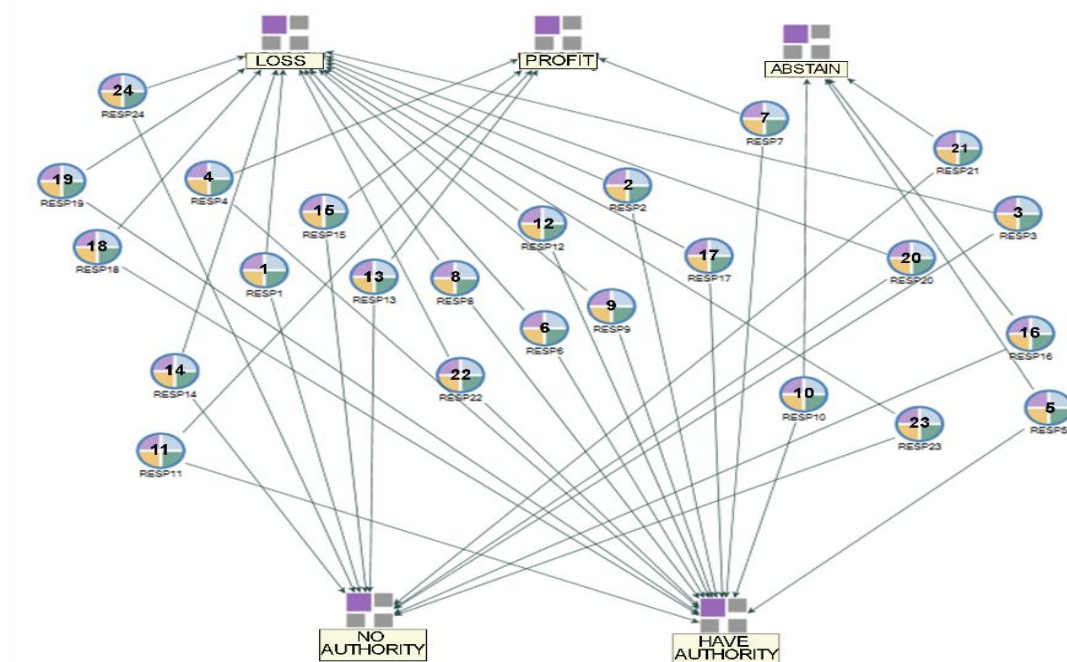 LOSS
PROFIT
ABSTAIN
24
RESP24
7
RESP7
21
RESP21
19
RESP19
4
RESP4
2
RESP2
15
RESP15
12
RESP12
3
RESP3
18
RESP18
1
RESP1
13
RESP13
8
RESP8
17
RESP17
20
RESP20
9
RESP9
6
RESP6
16
RESP16
14
RESP14
22
RESP22
10
RESP10
5
RESP5
23
RESP23
11
RESP11
NO
AUTHORITY
HAVE
AUTHORITY